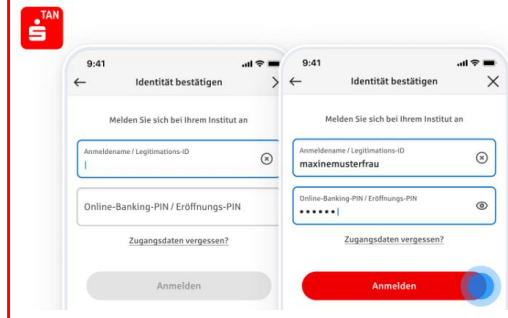 TAN
9:41
Identität bestätigen
Melden Sie sich bei Ihrem Institut an
Anmeldename / Legitimations-ID
Online-Banking-PIN / Eröffnungs-PIN
Zugangsdaten vergessen?
Anmelden
9:41
Identität bestätigen
Melden Sie sich bei Ihrem Institut an
Anmeldename / Legitimations-ID
maxinemusterfrau
Online-Banking-PIN / Eröffnungs-PIN
••••••
Zugangsdaten vergessen?
Anmelden